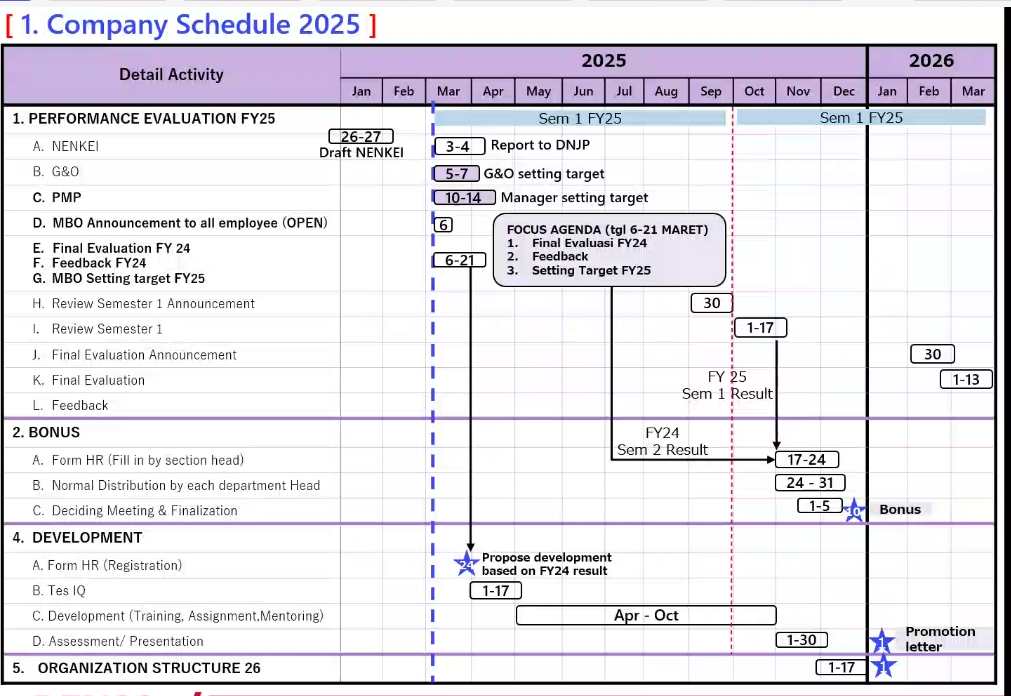 [ 1. Company Schedule 2025 ]
Detail Activity
2025
2026
Jan Feb Mar Apr May Jun Jul Aug Sep Oct Nov Dec Jan Feb Mar
1. PERFORMANCE EVALUATION FY25
Sem 1 FY25
Sem 1 FY25
A. NENKEI
26-27
Draft NENKEI
3-4 Report to DNJP
B. G&O
5-7 G&O setting target
C. PMP
10-14 Manager setting target
D. MBO Announcement to all employee (OPEN)
6
FOCUS AGENDA (tgl 6-21 MARET)
1. Final Evaluasi FY24
2. Feedback
3. Setting Target FY25
E. Final Evaluation FY 24
F. Feedback FY24
G. MBO Setting target FY25
6-21
H. Review Semester 1 Announcement
30
I. Review Semester 1
1-17
J. Final Evaluation Announcement
30
K. Final Evaluation
1-13
FY 25
Sem 1 Result
L. Feedback
2. BONUS
FY24
Sem 2 Result
A. Form HR (Fill in by section head)
17-24
B. Normal Distribution by each department Head
24 - 31
C. Deciding Meeting & Finalization
1-5
10
Bonus
4. DEVELOPMENT
A. Form HR (Registration)
24
Propose development
based on FY24 result
B. Tes IQ
1-17
C. Development (Training, Assignment,Mentoring)
Apr - Oct
D. Assessment/ Presentation
1-30
1
Promotion
letter
5. ORGANIZATION STRUCTURE 26
1-17
1